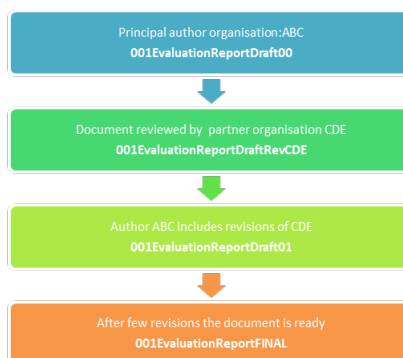 Principal author organisation:ABC
001EvaluationReportDraft00
Document reviewed by partner organisation CDE
001EvaluationReportDraftRevCDE
Author ABC includes revisions of CDE
001EvaluationReportDraft01
After few revisions the document is ready
001EvaluationReportFINAL